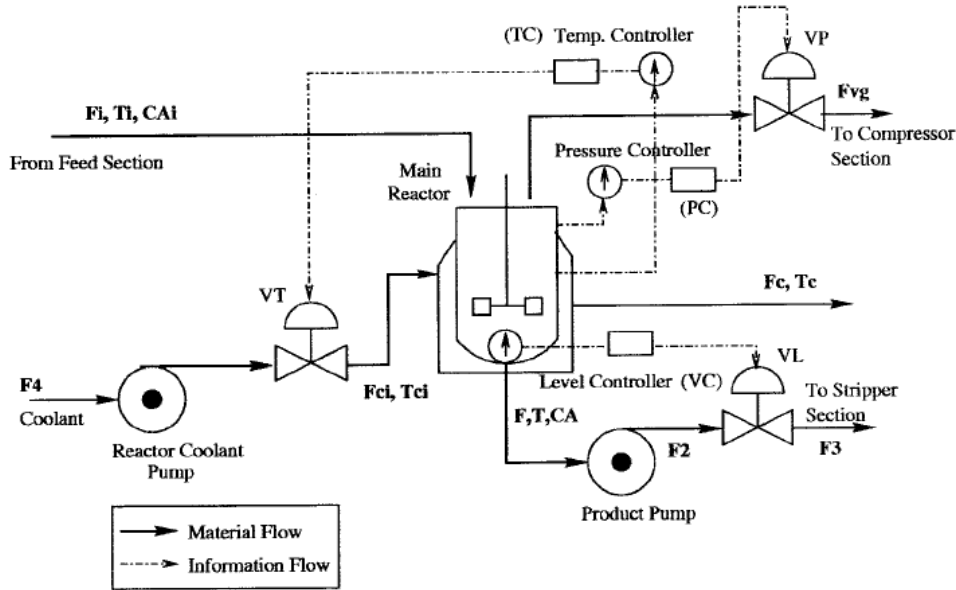 (TC) Temp. Controller
VP
Fi, Ti, CAi
Fvg
From Feed Section
To Compressor
Section
Main
Reactor
Pressure Controller
(PC)
VT
Fc, Tc
F4
Coolant
Fci, Tci
Level Controller (VC)
VL
To Stripper
Section
F,T,CA
F2
F3
Reactor Coolant
Pump
Product Pump
Material Flow
Information Flow